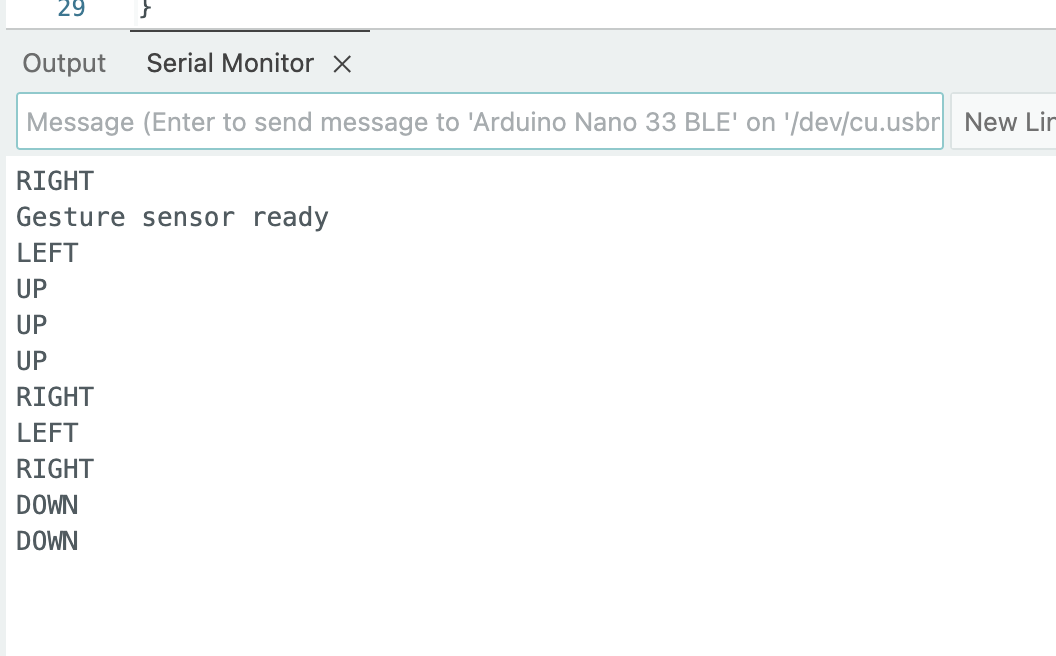 29 }
Output Serial Monitor
Message (Enter to send message to 'Arduino Nano 33 BLE' on '/dev/cu.usbr New Lin
RIGHT
Gesture sensor ready
LEFT
UP
UP
UP
RIGHT
LEFT
RIGHT
DOWN
DOWN